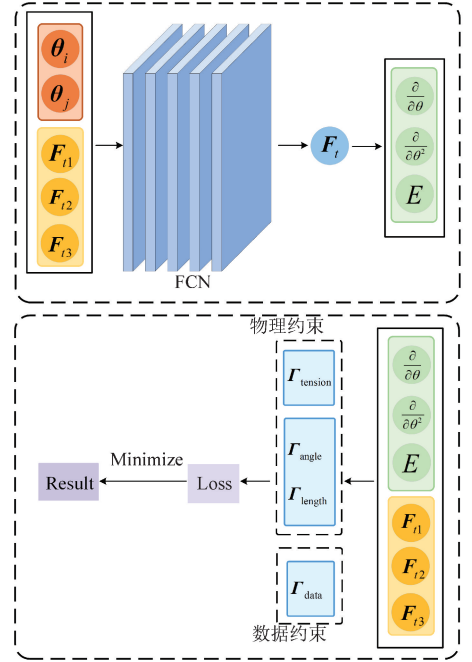 θi
θj
Ft1
Ft2
Ft3
FCN
Ft
∂/∂θ
∂/∂θ²
E
物理约束
Γtension
Γangle
Γlength
Γdata
数据约束
Loss
Minimize
Result
∂/∂θ
∂/∂θ²
E
Ft1
Ft2
Ft3